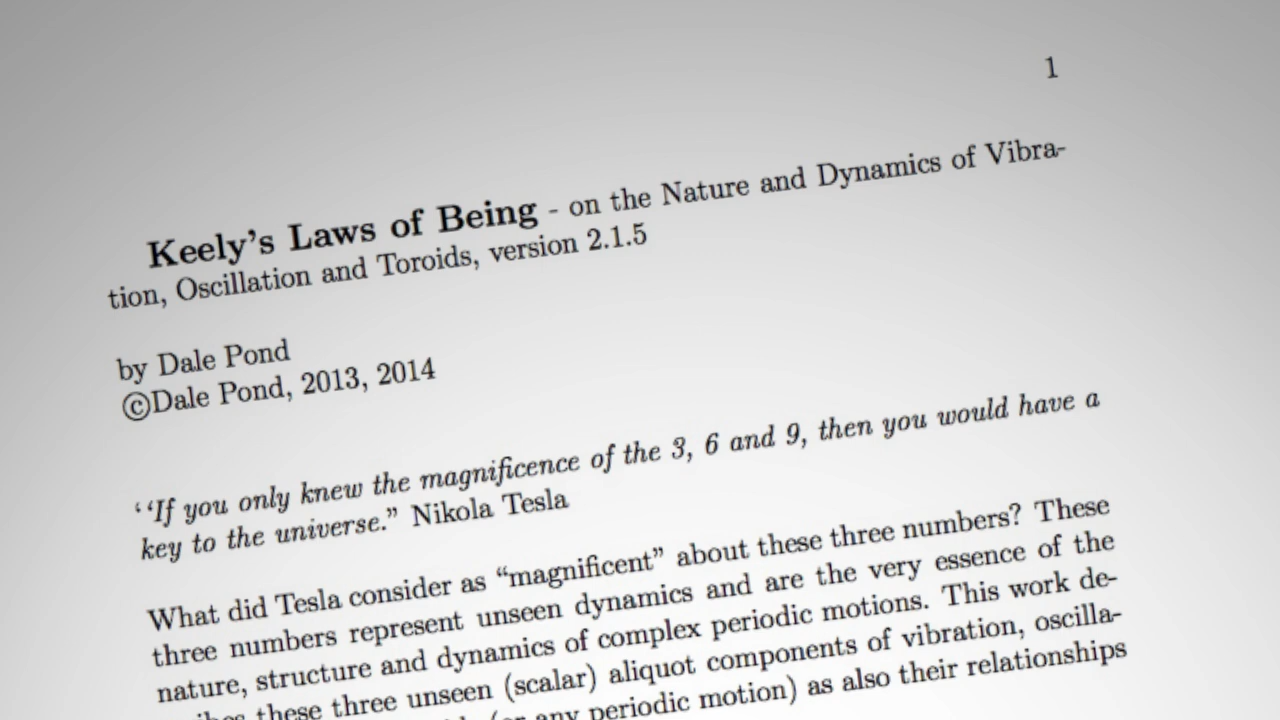 1
Keely's Laws of Being - on the Nature and Dynamics of Vibra-
tion, Oscillation and Toroids, version 2.1.5
by Dale Pond
©Dale Pond, 2013, 2014
‘‘If you only knew the magnificence of the 3, 6 and 9, then you would have a
key to the universe.” Nikola Tesla
What did Tesla consider as “magnificent” about these three numbers? These
three numbers represent unseen dynamics and are the very essence of the
nature, structure and dynamics of complex periodic motions. This work de-
these three unseen (scalar) aliquot components of vibration, oscilla-
any periodic motion) as also their relationships